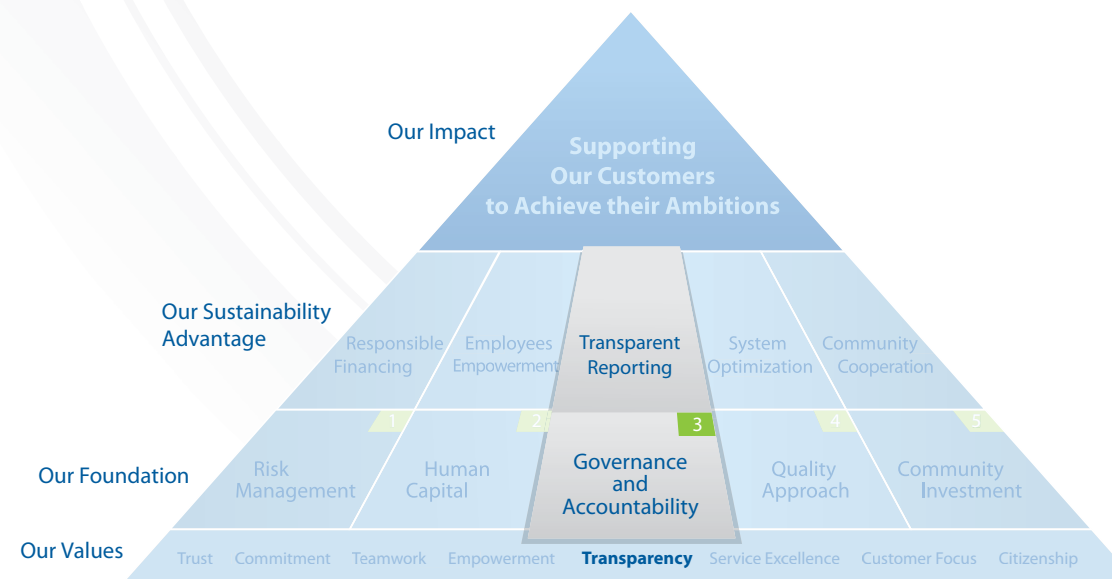 Our Impact
Supporting
Our Customers
to Achieve their Ambitions
Our Sustainability
Advantage
Responsible
Financing
Employees
Empowerment
Transparent
Reporting
System
Optimization
Community
Cooperation
1
2
3
4
5
Our Foundation
Risk
Management
Human
Capital
Governance
and
Accountability
Quality
Approach
Community
Investment
Our Values
Trust Commitment Teamwork Empowerment Transparency Service Excellence Customer Focus Citizenship